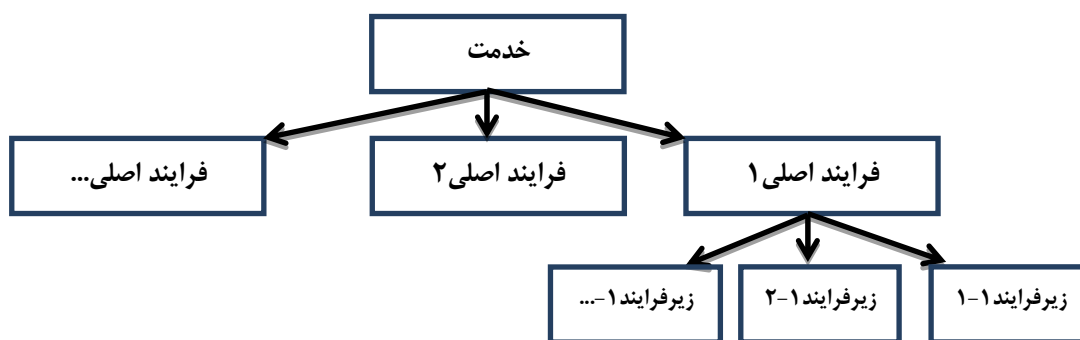 خدمت
فرایند اصلی۱
فرایند اصلی۲
فرایند اصلی...
زیرفرایند۱-۱
زیرفرایند۱-۲
زیرفرایند۱-...